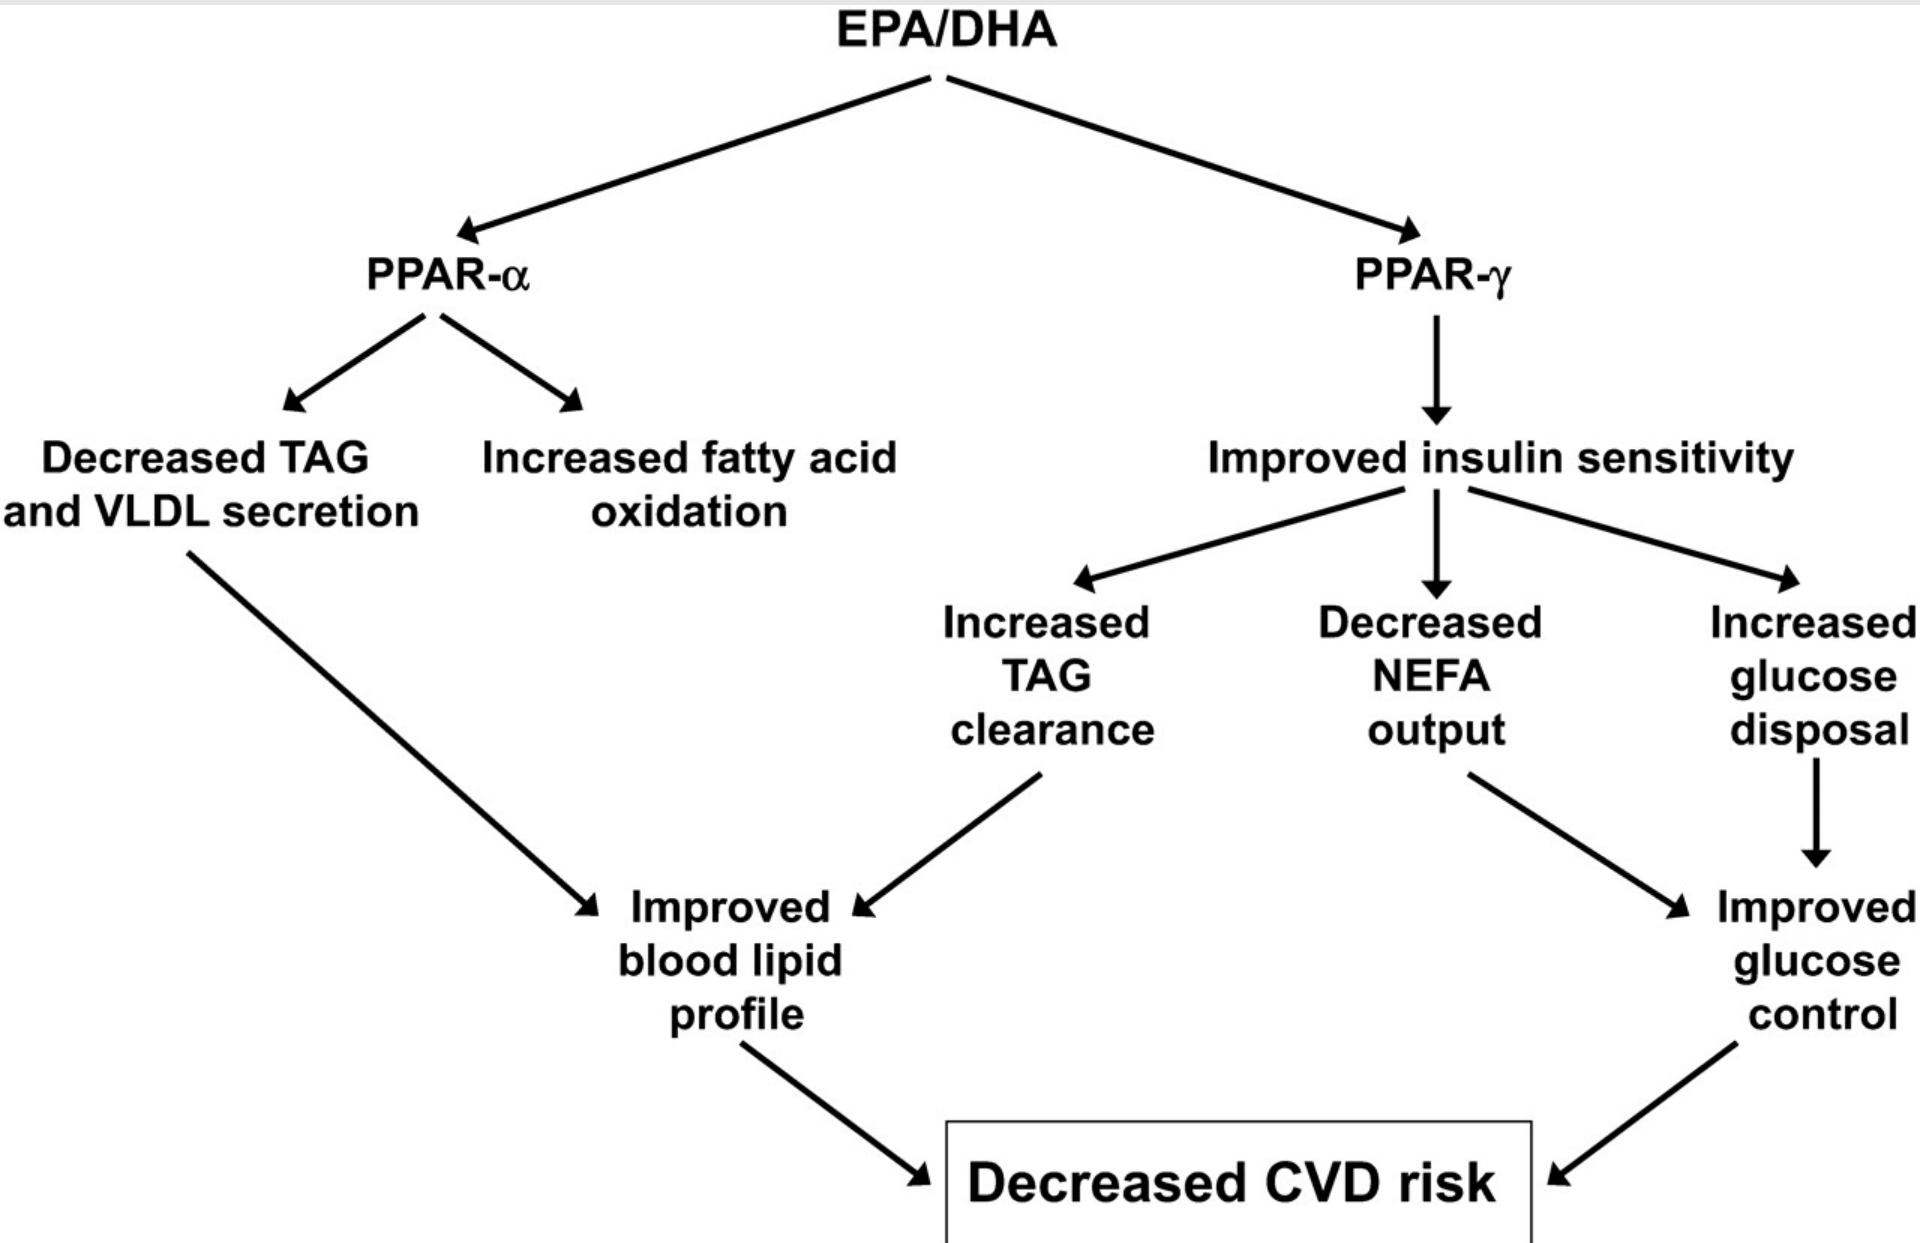 EPA/DHA
PPAR-α
PPAR-γ
Decreased TAG
and VLDL secretion
Increased fatty acid
oxidation
Improved insulin sensitivity
Increased
TAG
clearance
Decreased
NEFA
output
Increased
glucose
disposal
Improved
blood lipid
profile
Improved
glucose
control
Decreased CVD risk